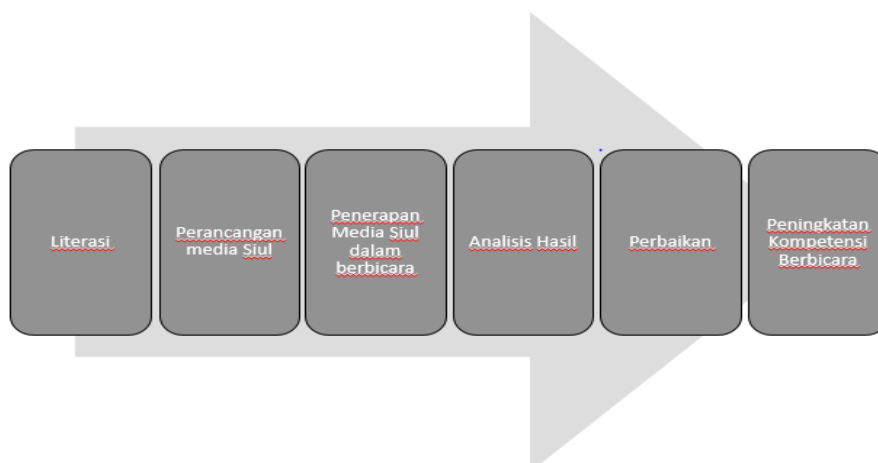 Literasi
Perancangan
media Siul
Penerapan
Media Siul
dalam
berbicara
Analisis Hasil
Perbaikan
Peningkatan
Kompetensi
Berbicara